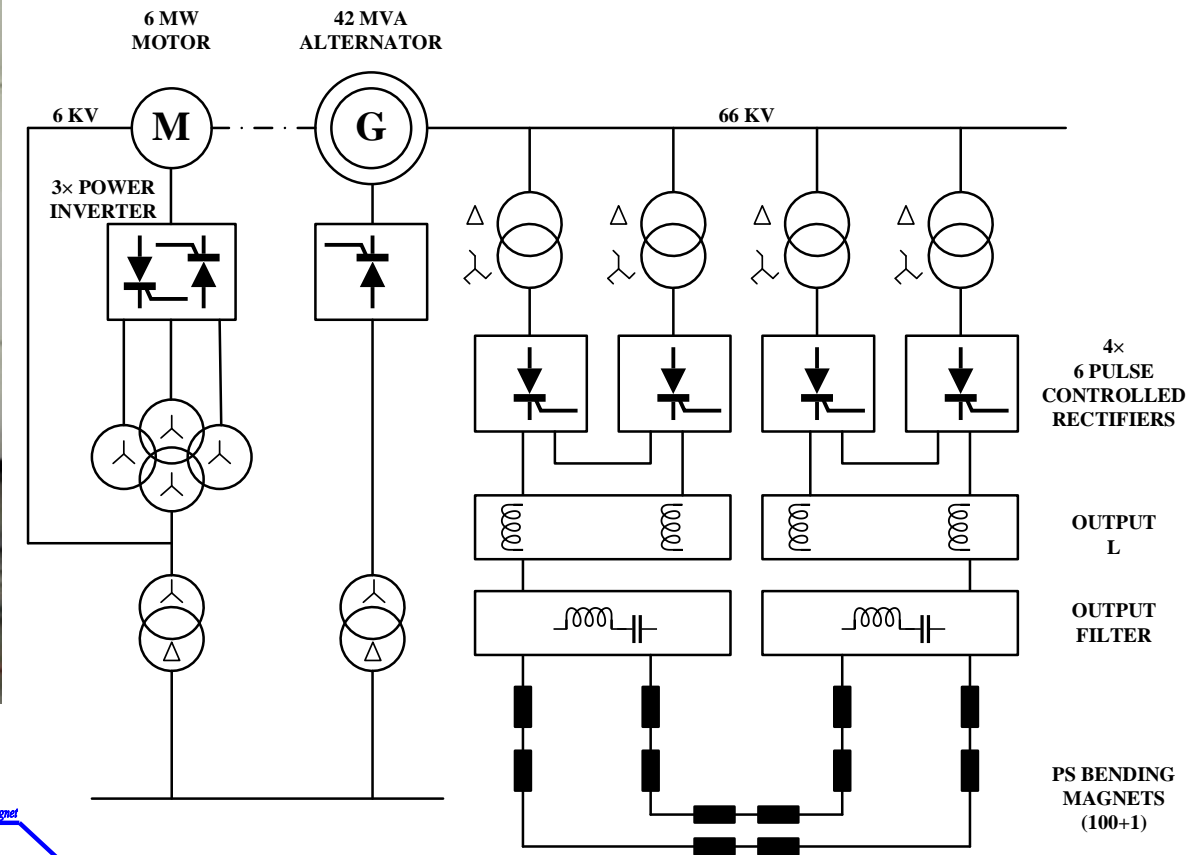 6 MW
MOTOR
42 MVA
ALTERNATOR
6 KV
M
G
66 KV
3× POWER
INVERTER
Δ
Δ
Δ
Δ
4×
6 PULSE
CONTROLLED
RECTIFIERS
OUTPUT
L
OUTPUT
FILTER
Δ
Δ
PS BENDING
MAGNETS
(100+1)